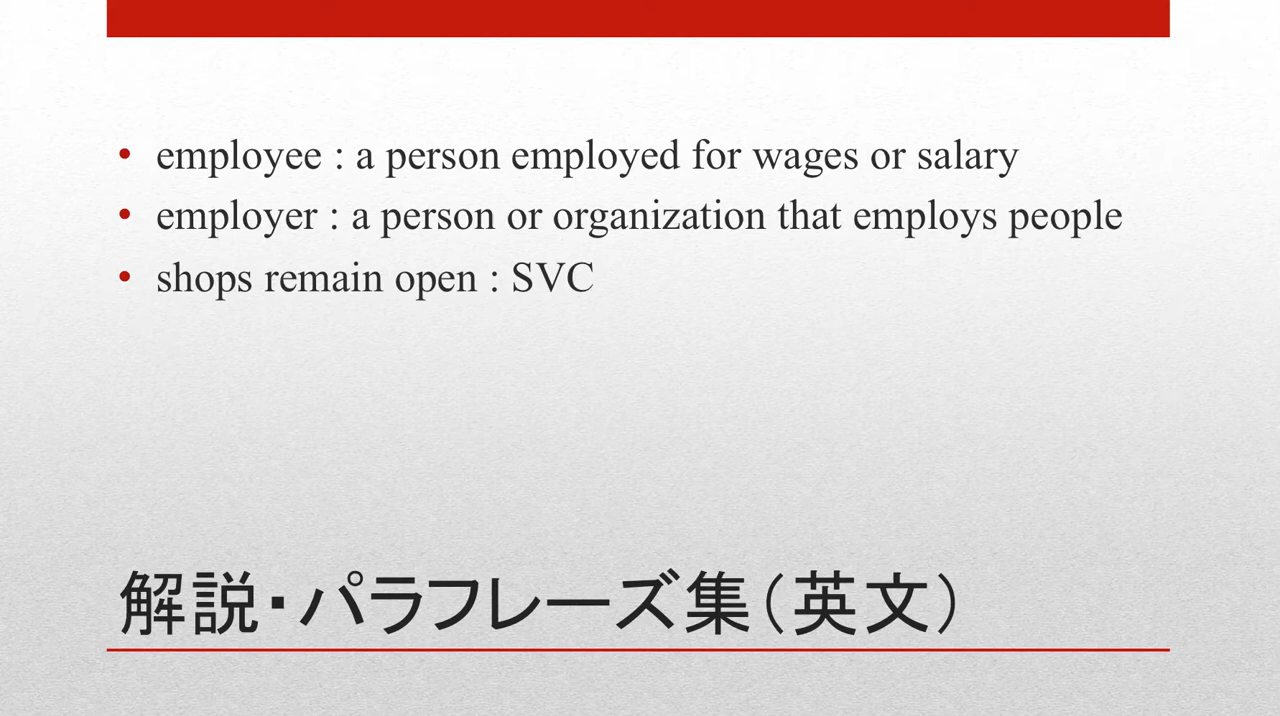 • employee : a person employed for wages or salary
• employer : a person or organization that employs people
• shops remain open : SVC
解説・パラフレーズ集（英文）